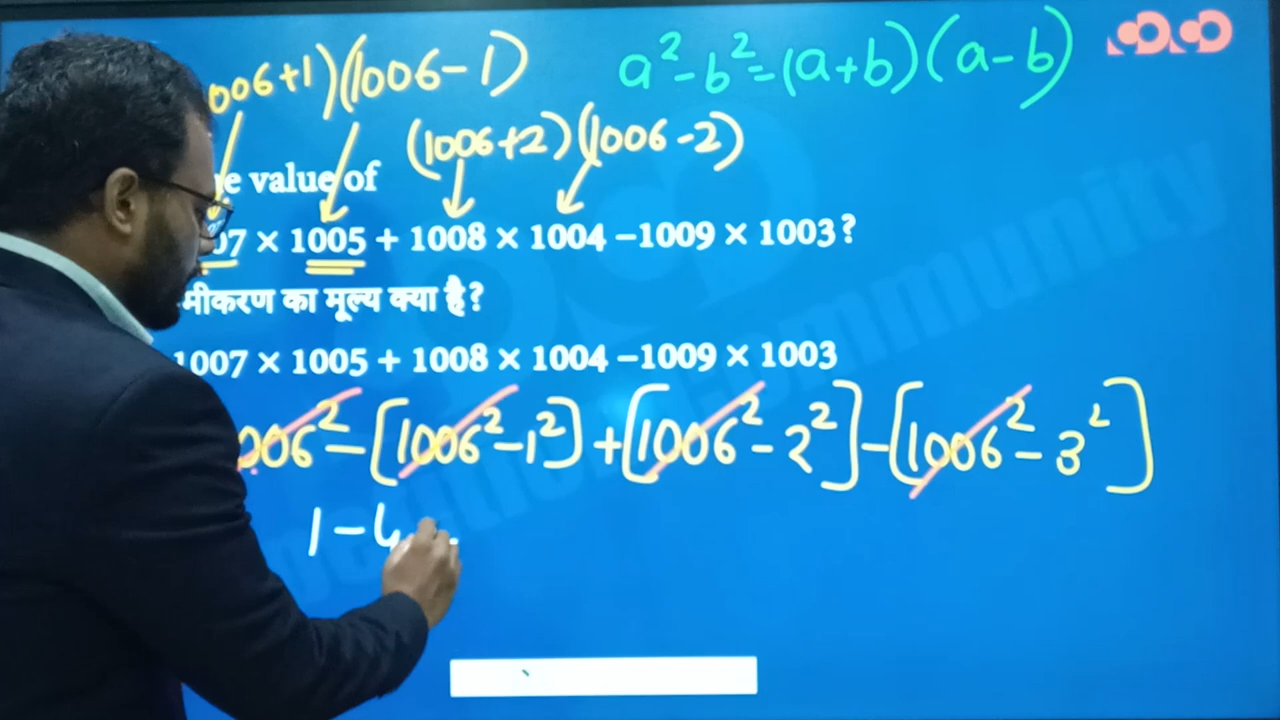 006+1)(1006-1) a²-b²=(a+b)(a-b)
(1006+2)(1006-2)
e value of
07 × 1005 + 1008 × 1004 –1009 × 1003?
मीकरण का मूल्य क्या है?
1007 × 1005 + 1008 × 1004 –1009 × 1003
006²-[1006²-1²]+[1006²-2²]-[1006²-3²]
1-4
community